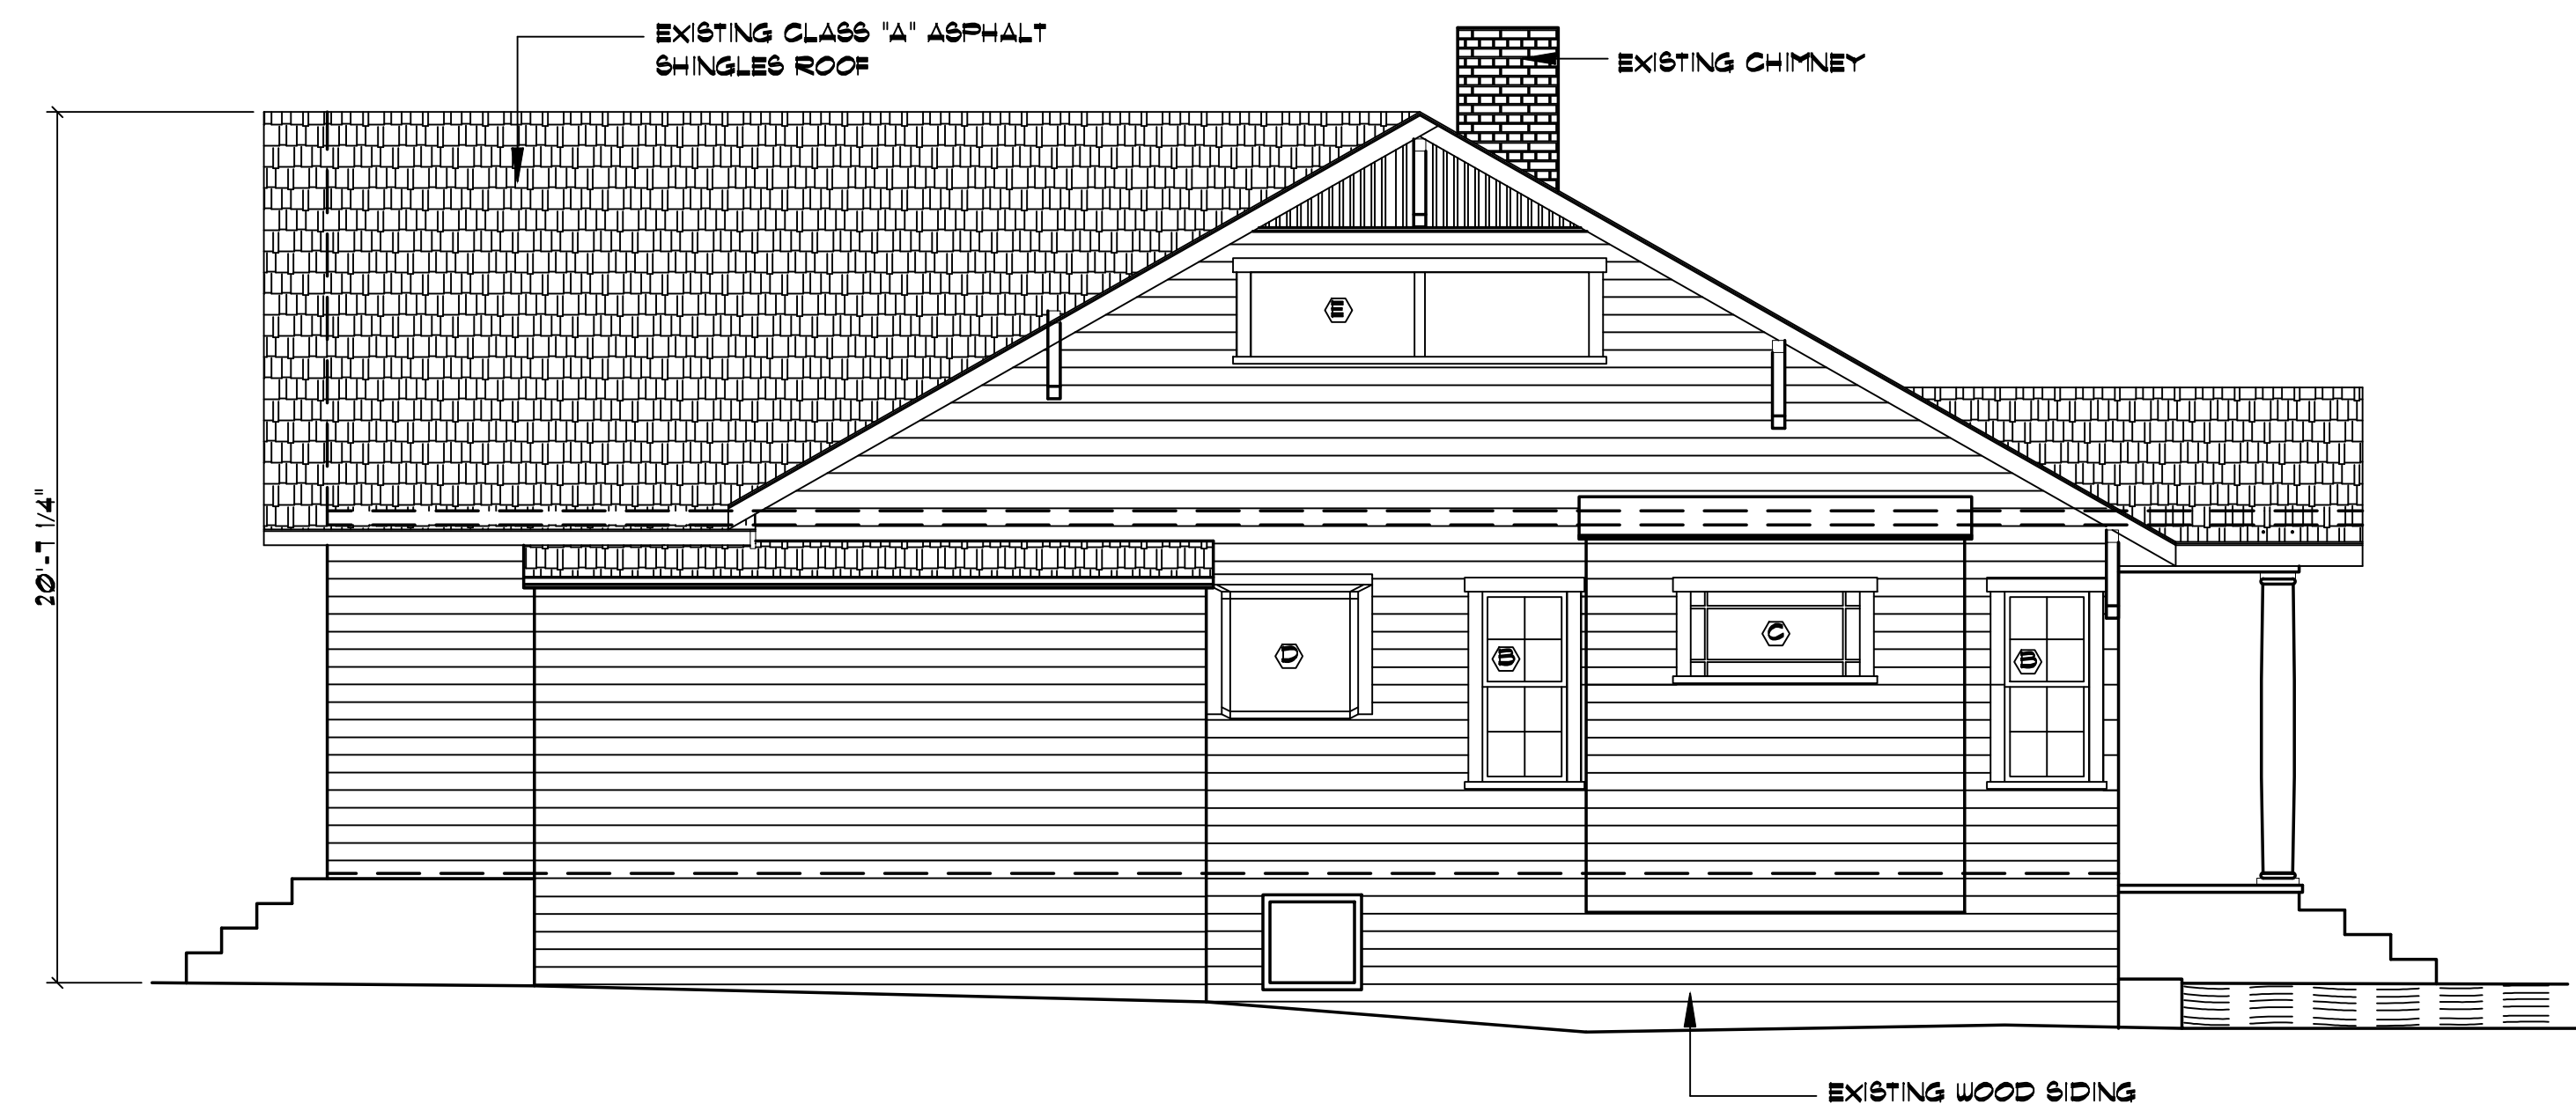 EXISTING CLASS "A" ASPHALT
SHINGLES ROOF
EXISTING CHIMNEY
20'-7 1/4"
E
D
B
C
B
EXISTING WOOD SIDING